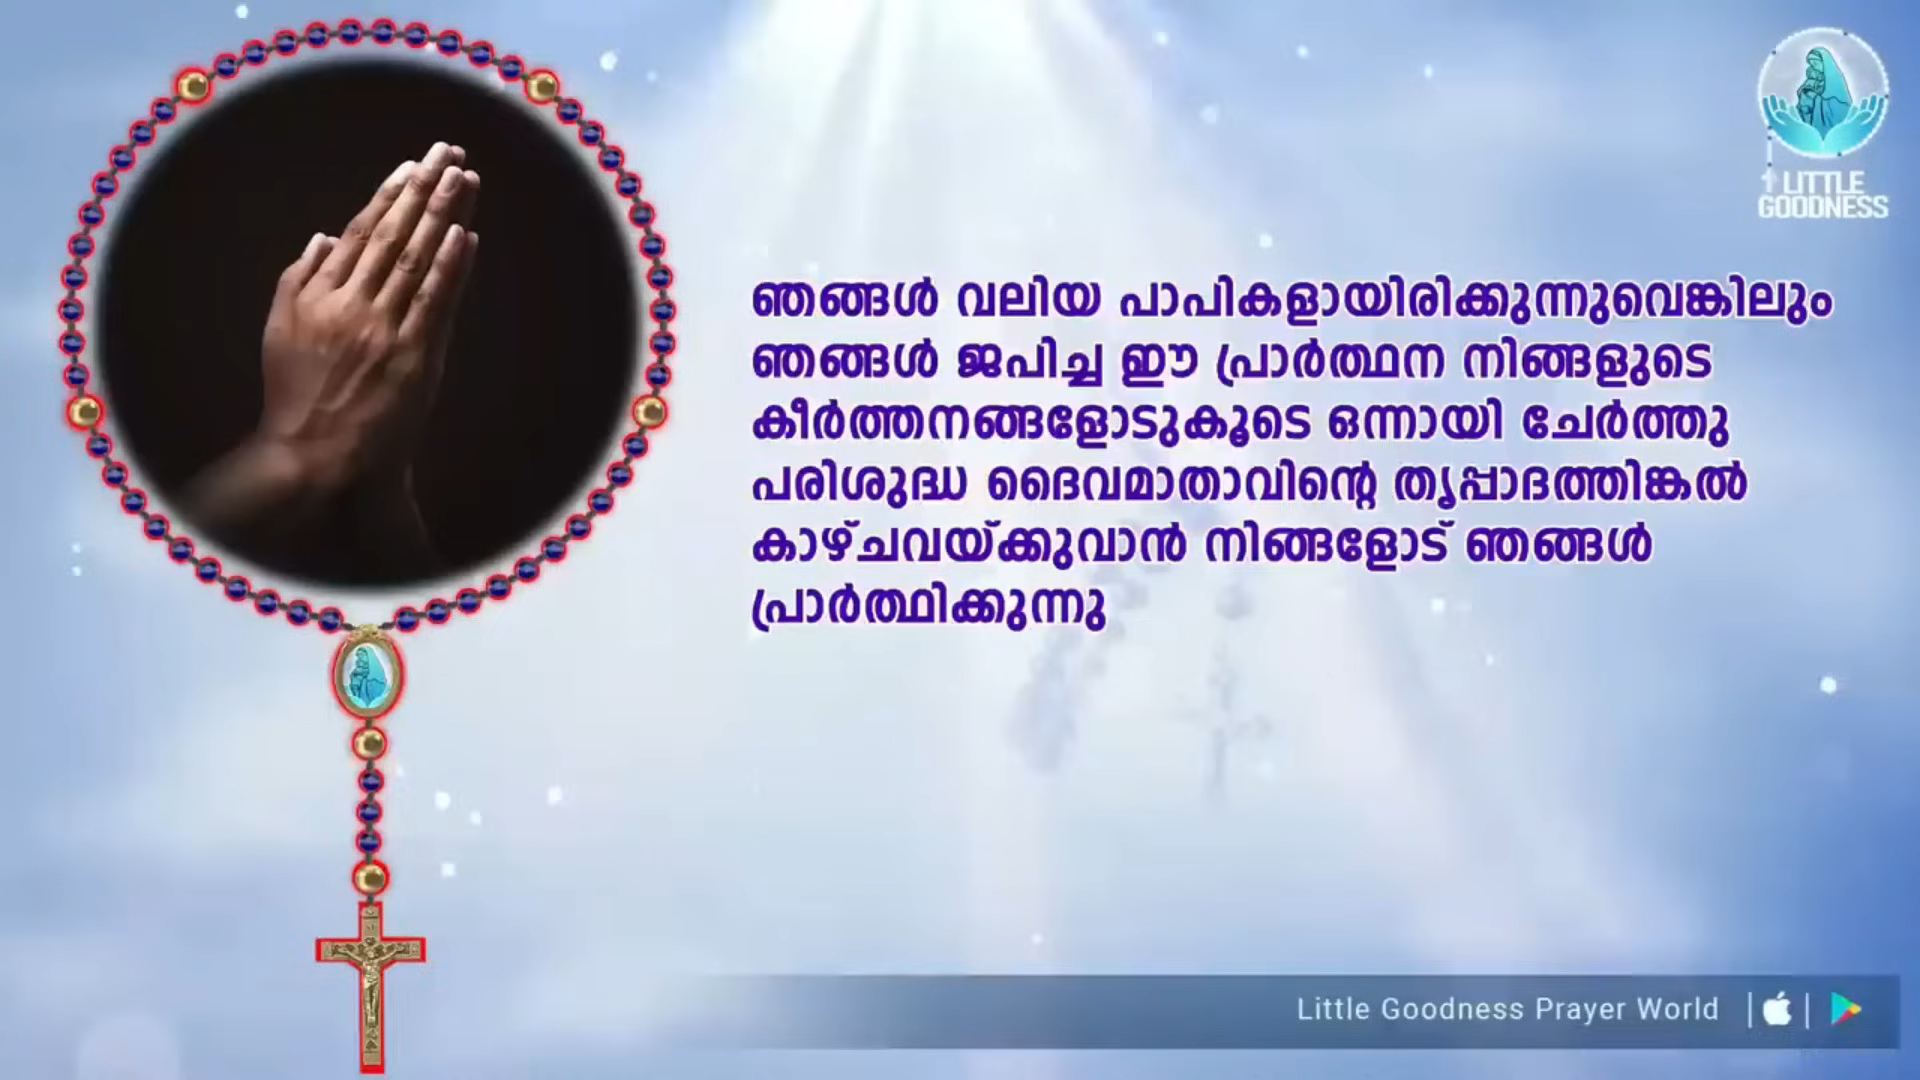 LITTLE
GOODNESS
ഞങ്ങൾ വലിയ പാപികളായിരിക്കുന്നുവെങ്കിലും
ഞങ്ങൾ ജപിച്ച ഈ പ്രാർത്ഥന നിങ്ങളുടെ
കീർത്തനങ്ങളോടുകൂടെ ഒന്നായി ചേർത്തു
പരിശുദ്ധ ദൈവമാതാവിന്റെ തൃപ്പാദത്തിങ്കൽ
കാഴ്ചവയ്ക്കുവാൻ നിങ്ങളോട് ഞങ്ങൾ
പ്രാർത്ഥിക്കുന്നു
Little Goodness Prayer World